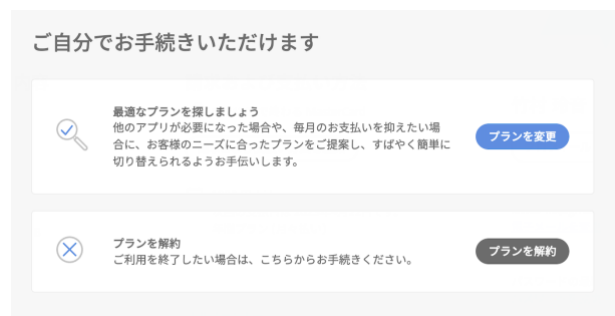 ご自分でお手続きいただけます
最適なプランを探しましょう
他のアプリが必要になった場合や、毎月のお支払いを抑えたい場
合に、お客様のニーズに合ったプランをご提案し、すばやく簡単に
切り替えられるようお手伝いします。
プランを変更
プランを解約
ご利用を終了したい場合は、こちらからお手続きください。
プランを解約